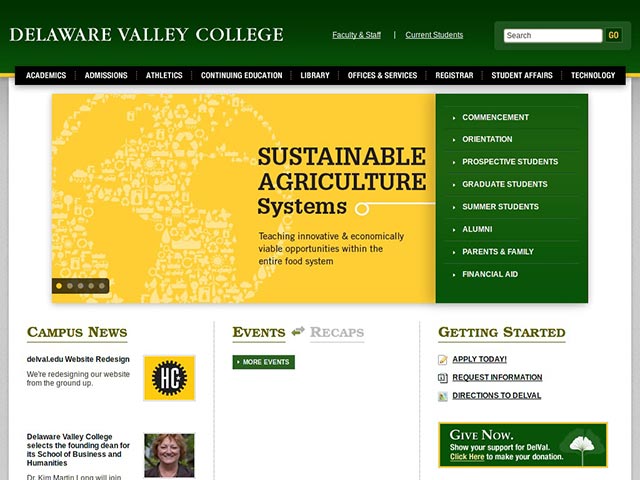 DELAWARE VALLEY COLLEGE
Faculty & Staff | Current Students
Search GO
ACADEMICS ADMISSIONS ATHLETICS CONTINUING EDUCATION LIBRARY OFFICES & SERVICES REGISTRAR STUDENT AFFAIRS TECHNOLOGY
SUSTAINABLE
AGRICULTURE
Systems
Teaching innovative & economically
viable opportunities within the
entire food system
COMMENCEMENT
ORIENTATION
PROSPECTIVE STUDENTS
GRADUATE STUDENTS
SUMMER STUDENTS
ALUMNI
PARENTS & FAMILY
FINANCIAL AID
CAMPUS NEWS
delval.edu Website Redesign
We're redesigning our website
from the ground up.
HC
Delaware Valley College
selects the founding dean for
its School of Business and
Humanities
Dr. Kim Martin Long will join
EVENTS RECAPS
MORE EVENTS
GETTING STARTED
APPLY TODAY!
REQUEST INFORMATION
DIRECTIONS TO DELVAL
GIVE NOW.
Show your support for DelVal.
Click Here to make your donation.